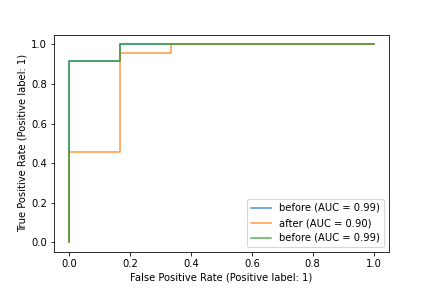 1.0
0.8
0.6
0.4
0.2
0.0
True Positive Rate (Positive label: 1)
before (AUC = 0.99)
after (AUC = 0.90)
before (AUC = 0.99)
0.0 0.2 0.4 0.6 0.8 1.0
False Positive Rate (Positive label: 1)